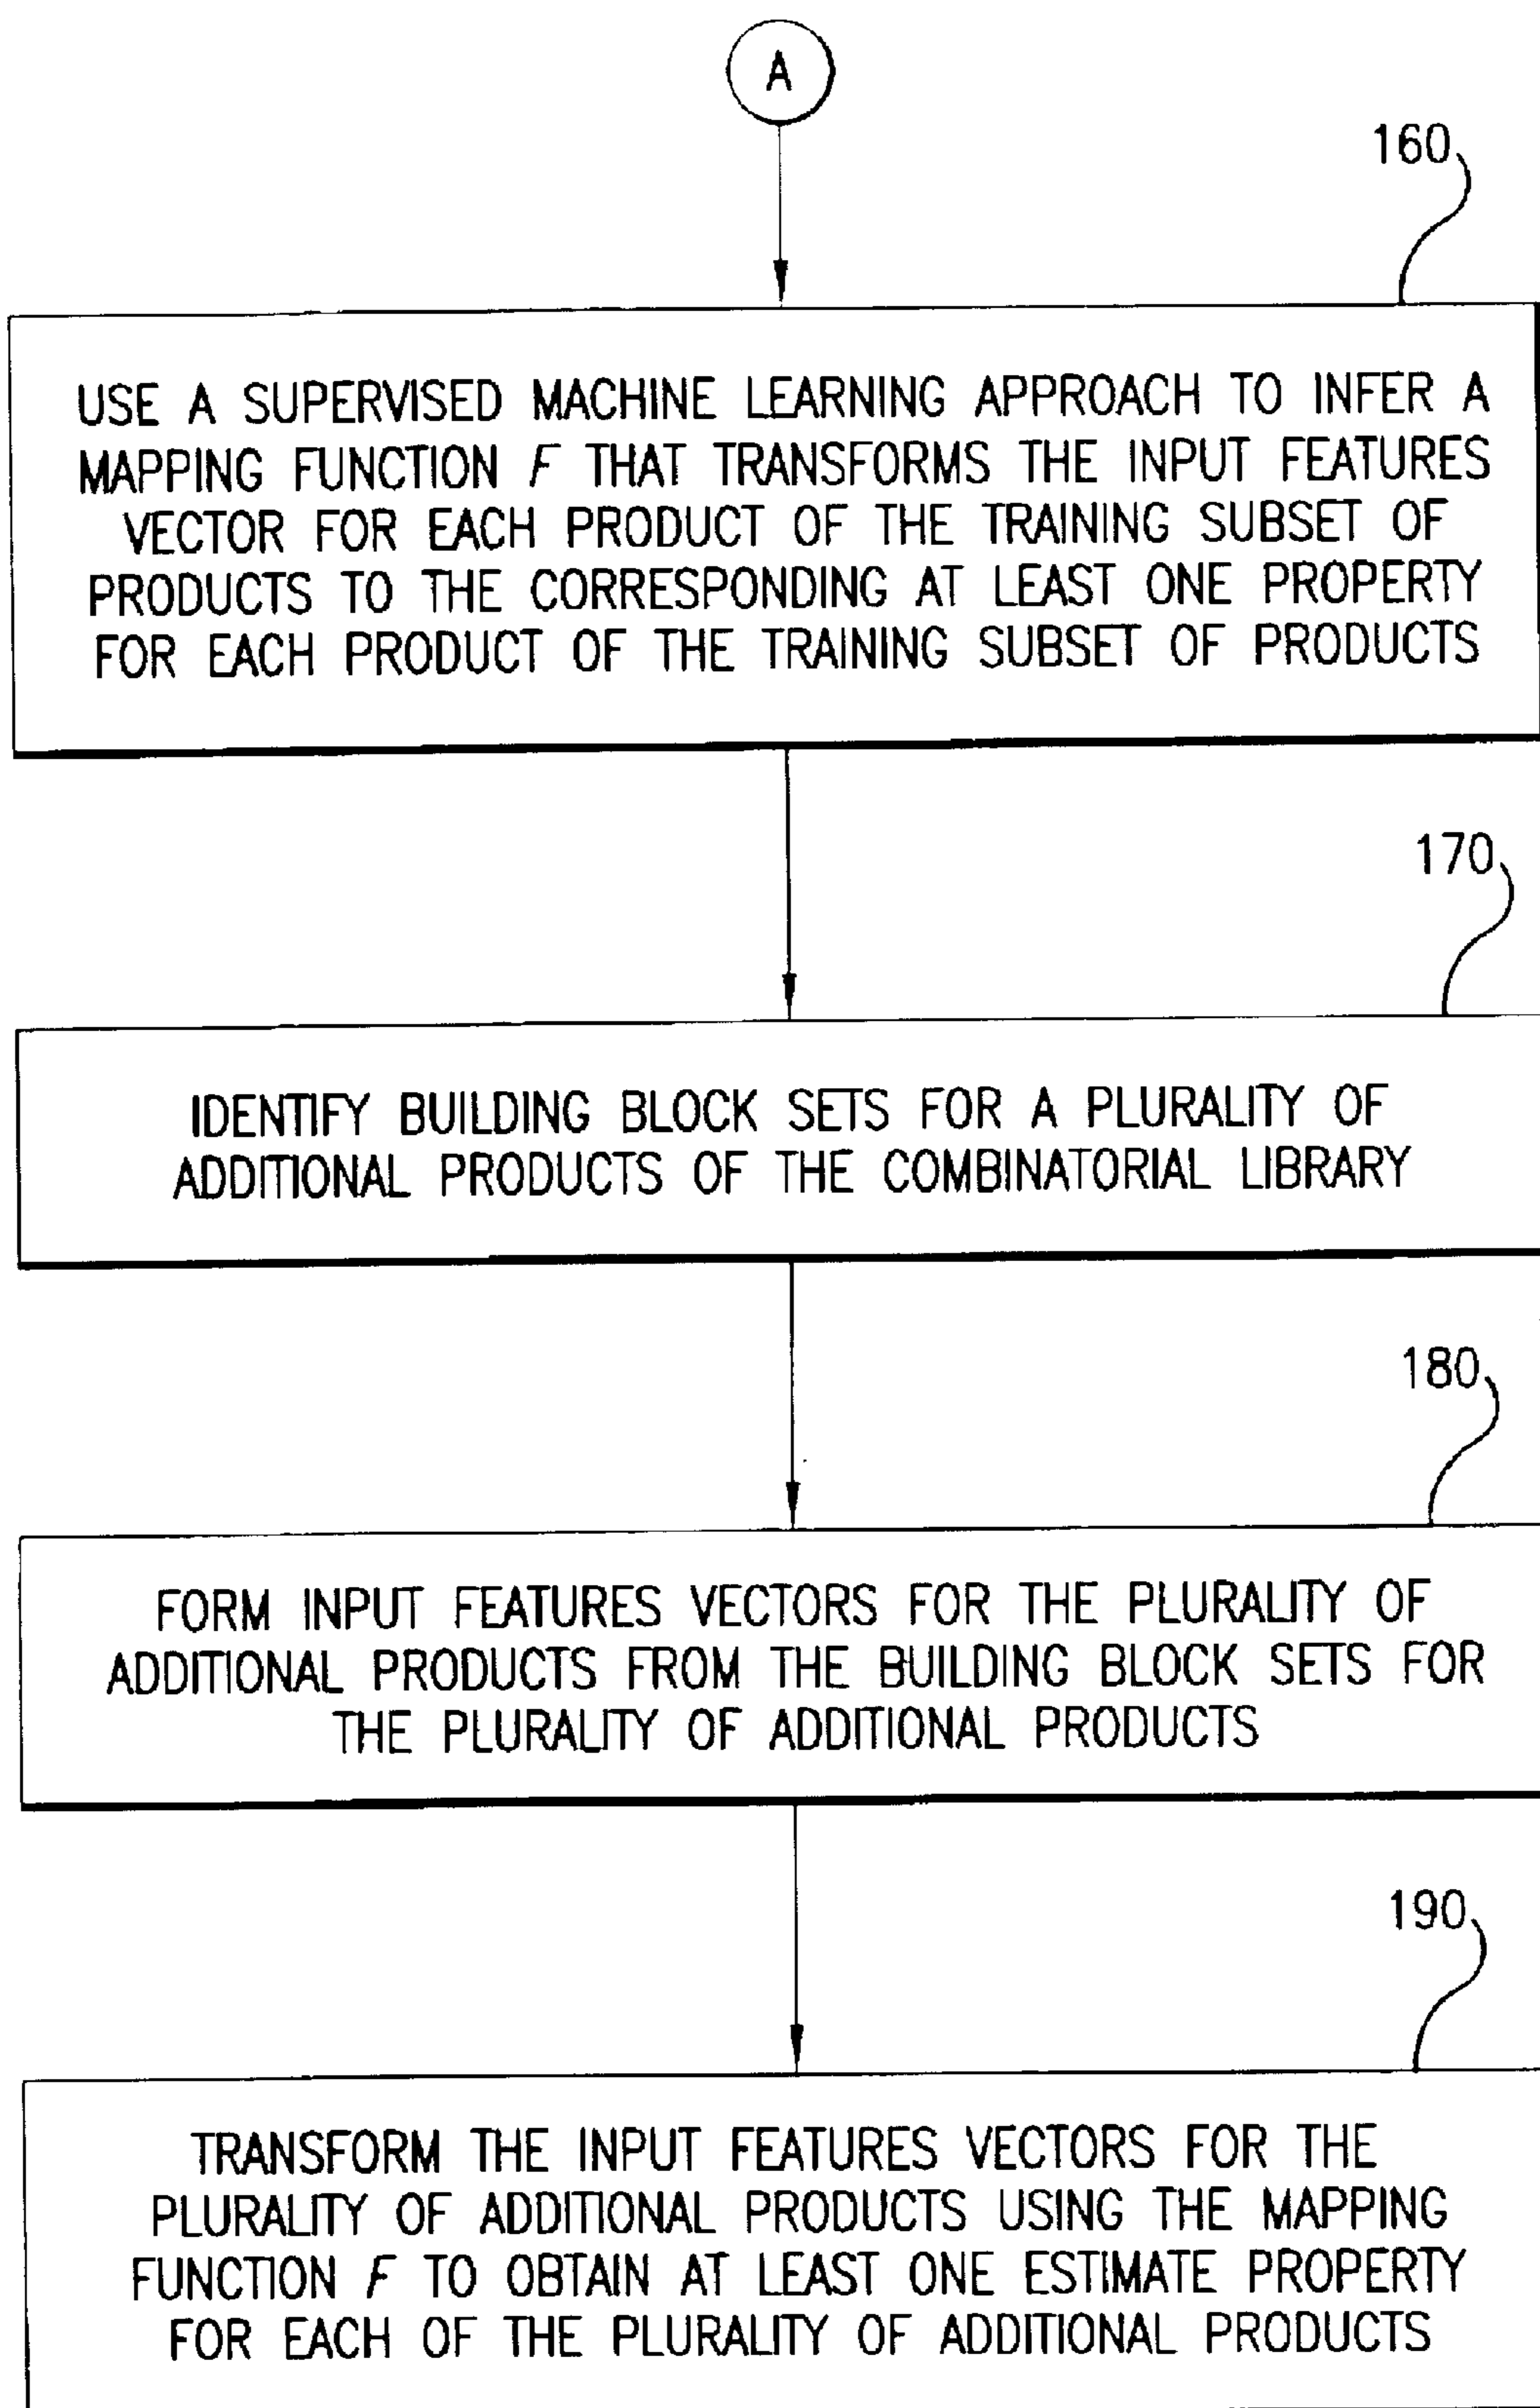 A
160
USE A SUPERVISED MACHINE LEARNING APPROACH TO INFER A
MAPPING FUNCTION F THAT TRANSFORMS THE INPUT FEATURES
VECTOR FOR EACH PRODUCT OF THE TRAINING SUBSET OF
PRODUCTS TO THE CORRESPONDING AT LEAST ONE PROPERTY
FOR EACH PRODUCT OF THE TRAINING SUBSET OF PRODUCTS
170
IDENTIFY BUILDING BLOCK SETS FOR A PLURALITY OF
ADDITIONAL PRODUCTS OF THE COMBINATORIAL LIBRARY
180
FORM INPUT FEATURES VECTORS FOR THE PLURALITY OF
ADDITIONAL PRODUCTS FROM THE BUILDING BLOCK SETS FOR
THE PLURALITY OF ADDITIONAL PRODUCTS
190
TRANSFORM THE INPUT FEATURES VECTORS FOR THE
PLURALITY OF ADDITIONAL PRODUCTS USING THE MAPPING
FUNCTION F TO OBTAIN AT LEAST ONE ESTIMATE PROPERTY
FOR EACH OF THE PLURALITY OF ADDITIONAL PRODUCTS